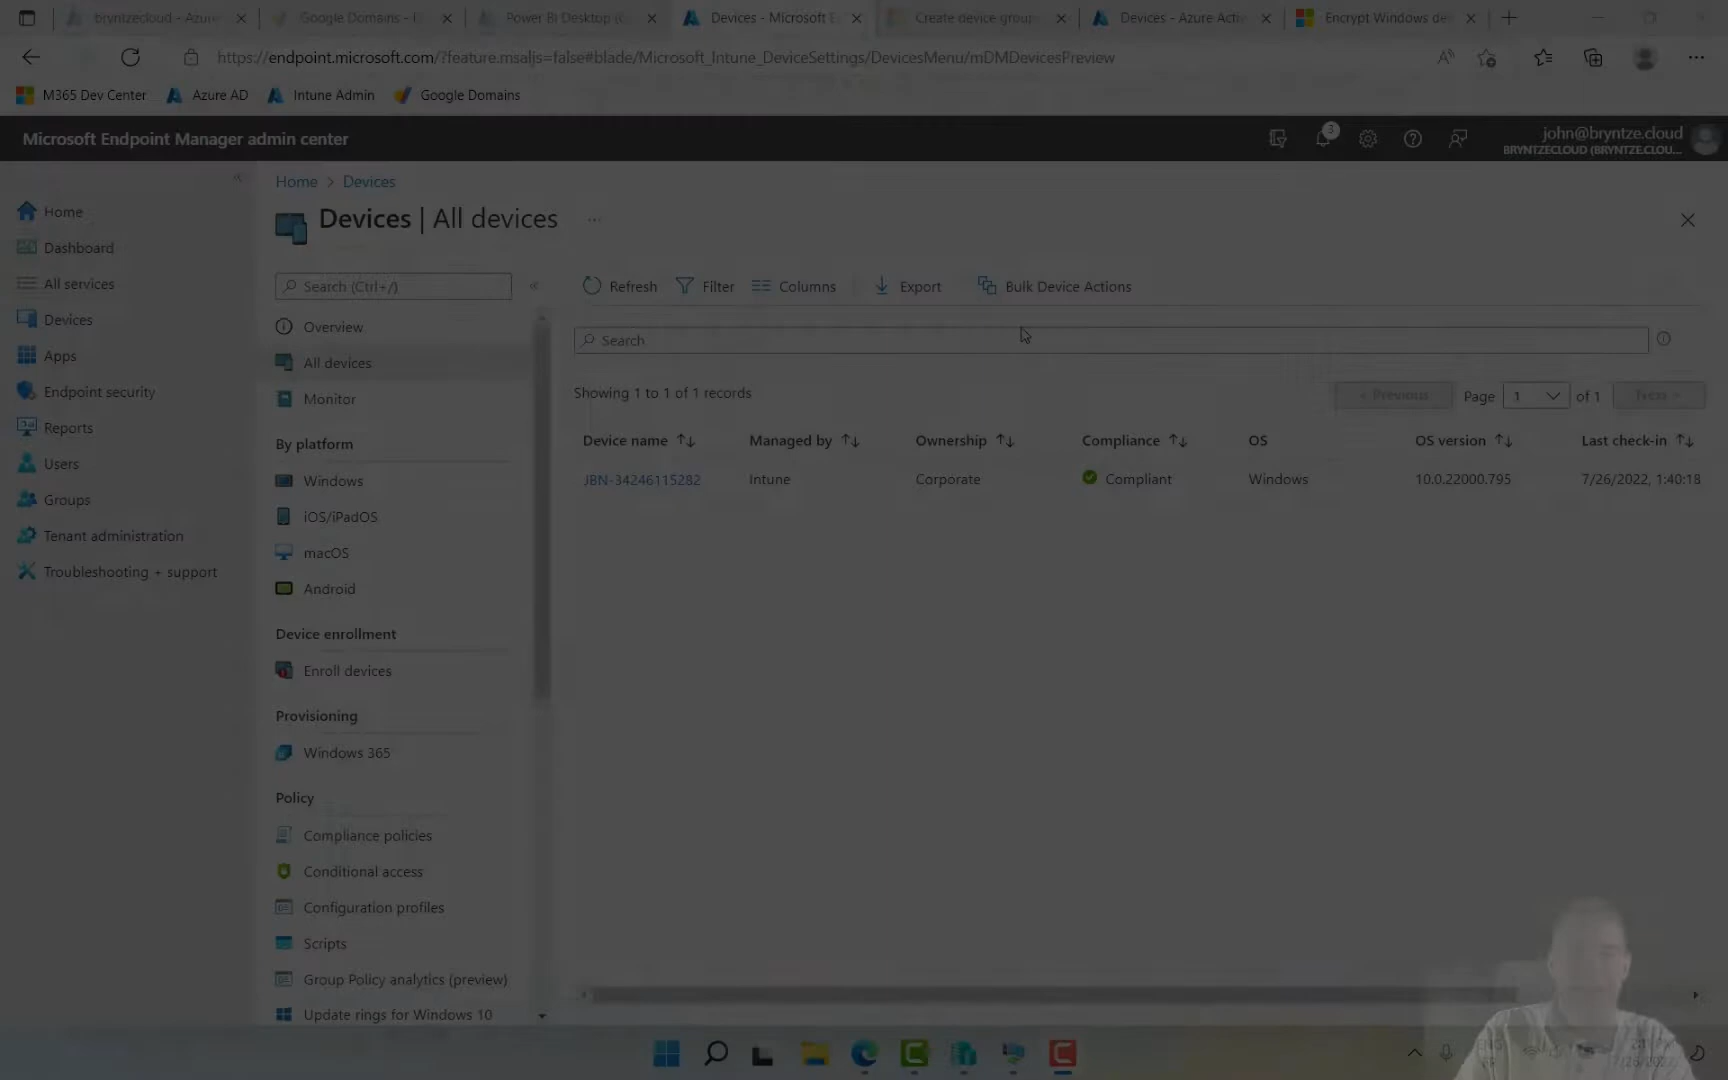 bryntzecloud - Azure
Google Domains -
Power BI Desktop (
Devices - Microsoft E
Create device group
Devices - Azure Activ
Encrypt Windows de
https://endpoint.microsoft.com/?feature.msaljs=false#blade/Microsoft_Intune_DeviceSettings/DevicesMenu/mDMDevicesPreview
M365 Dev Center
Azure AD
Intune Admin
Google Domains
Microsoft Endpoint Manager admin center
3
john@bryntze.cloud
BRYNTZECLOUD (BRYNTZE.CLOU...
Home > Devices
Devices | All devices
...
Home
Dashboard
All services
Devices
Apps
Endpoint security
Reports
Users
Groups
Tenant administration
Troubleshooting + support
Search (Ctrl+/)
Overview
All devices
Monitor
By platform
Windows
iOS/iPadOS
macOS
Android
Device enrollment
Enroll devices
Provisioning
Windows 365
Policy
Compliance policies
Conditional access
Configuration profiles
Scripts
Group Policy analytics (preview)
Update rings for Windows 10
Refresh
Filter
Columns
Export
Bulk Device Actions
Search
Showing 1 to 1 of 1 records
< Previous
Page 1 of 1
Next >
Device name Managed by Ownership Compliance OS OS version Last check-in
JBN-34246115282 Intune Corporate Compliant Windows 10.0.22000.795 7/26/2022, 1:40:18